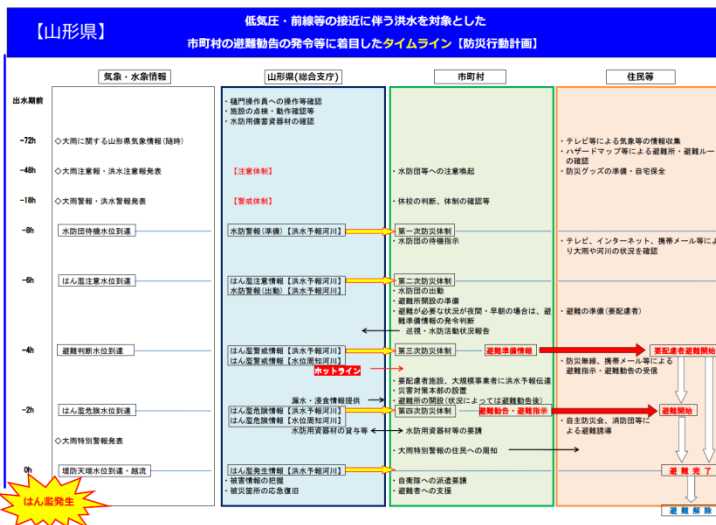 【山形県】
低気圧・前線等の接近に伴う洪水を対象とした
市町村の避難勧告の発令等に着目したタイムライン【防災行動計画】
気象・水象情報
山形県(総合支庁)
市町村
住民等
出水期前
・樋門操作員への操作等確認
・施設の点検・動作確認等
・水防用備蓄資器材の確認
-72h
◇大雨に関する山形県気象情報(随時)
・テレビ等による気象等の情報収集
・ハザードマップ等による避難所・避難ルー
の確認
-48h
◇大雨注意報・洪水注意報発表
【注意体制】
・水防団等への注意喚起
・防災グッズの準備・自宅保全
-18h
◇大雨警報・洪水警報発表
【警戒体制】
・休校の判断、体制の確認等
-8h
水防団待機水位到達
水防警報(準備)【洪水予報河川】
第一次防災体制
・水防団の待機指示
・テレビ、インターネット、携帯メール等によ
り大雨や河川の状況を確認
-6h
はん濫注意水位到達
はん濫注意情報【洪水予報河川】
水防警報(出動)【洪水予報河川】
第二次防災体制
・水防団の出動
・避難所開設の準備
・避難が必要な状況が夜間・早朝の場合は、避
難準備情報の発令判断
・避難の準備(要配慮者)
巡視・水防活動状況報告
-4h
避難判断水位到達
はん濫警戒情報【洪水予報河川】
はん濫警戒情報【水位周知河川】
ホットライン
第三次防災体制
避難準備情報
要配慮者避難開始
・防災無線、携帯メール等による
避難指示・避難勧告の受信
・要配慮者施設、大規模事業者に洪水予報伝達
・災害対策本部の設置
漏水・浸食情報提供
・避難所の開設(状況によっては避難勧告後)
-2h
はん濫危険水位到達
はん濫危険情報【洪水予報河川】
はん濫危険情報【水位周知河川】
第四次防災体制
避難勧告・避難指示
避難開始
・自主防災会、消防団等に
よる避難誘導
水防用資器材の貸与等
・水防用資器材等の要請
◇大雨特別警報発表
・大雨特別警報の住民への周知
0h
堤防天端水位到達・越流
はん濫発生情報【洪水予報河川】
・被害情報の把握
・被災箇所の応急復旧
・自衛隊への派遣要請
・避難者への支援
避難完了
はん濫発生
避難解除